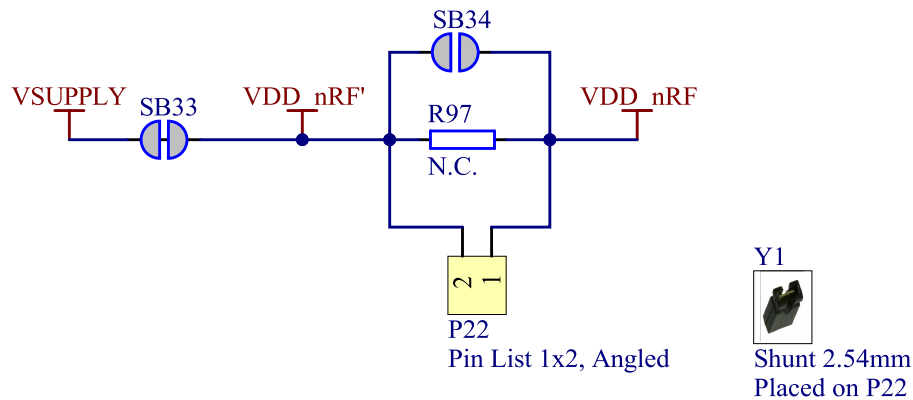 SB34
VSUPPLY
SB33
VDD_nRF'
VDD_nRF
R97
N.C.
2
1
P22
Pin List 1x2, Angled
Y1
Shunt 2.54mm
Placed on P22